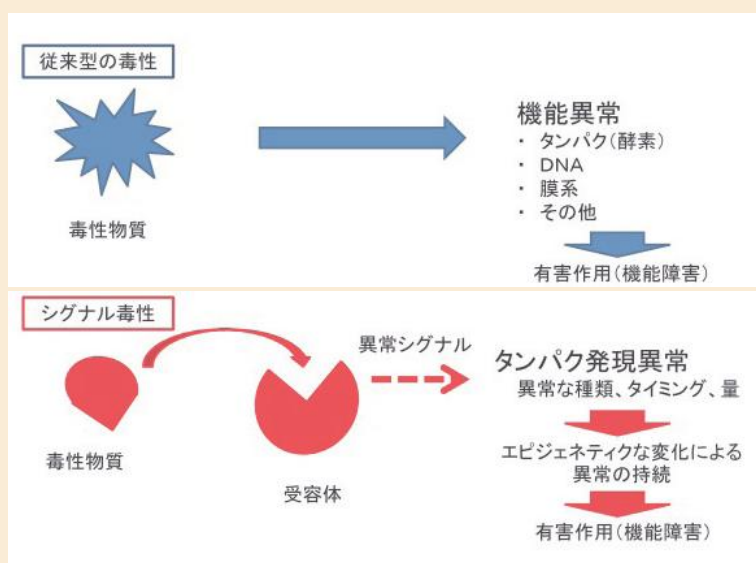 従来型の毒性
毒性物質
機能異常
・ タンパク(酵素)
・ DNA
・ 膜系
・ その他
有害作用(機能障害)
シグナル毒性
毒性物質
受容体
異常シグナル
タンパク発現異常
異常な種類、タイミング、量
エピジェネティクな変化による
異常の持続
有害作用(機能障害)